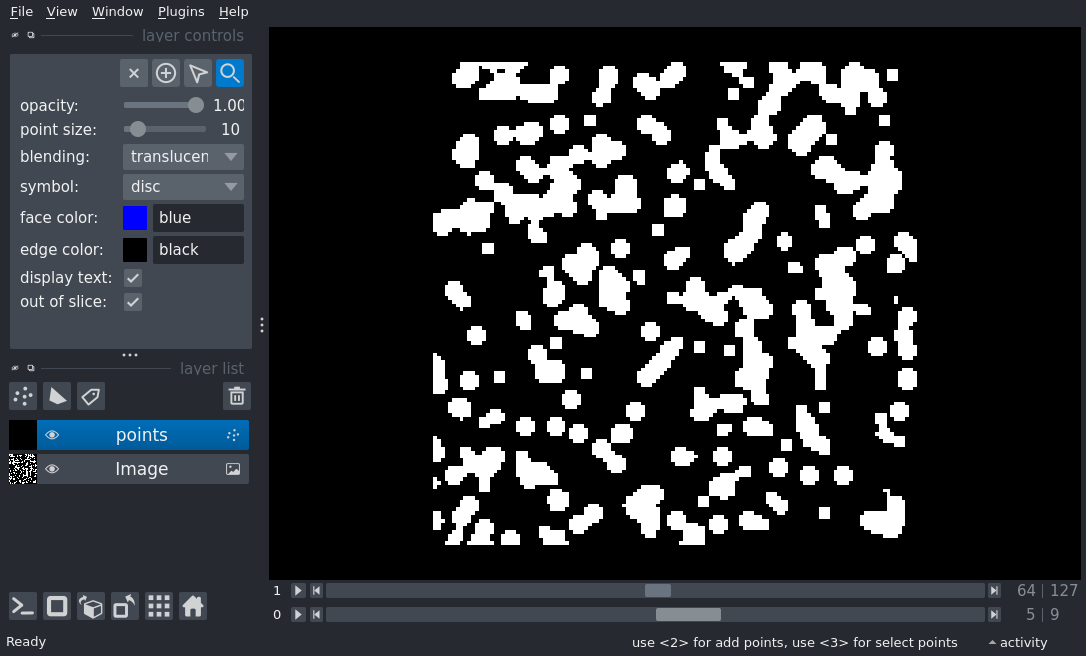 File View Window Plugins Help
layer controls
opacity: 1.00
point size: 10
blending: translucen
symbol: disc
face color: blue
edge color: black
display text:
out of slice:
layer list
points
Image
1 64 | 127
0 5 | 9
Ready use <2> for add points, use <3> for select points activity